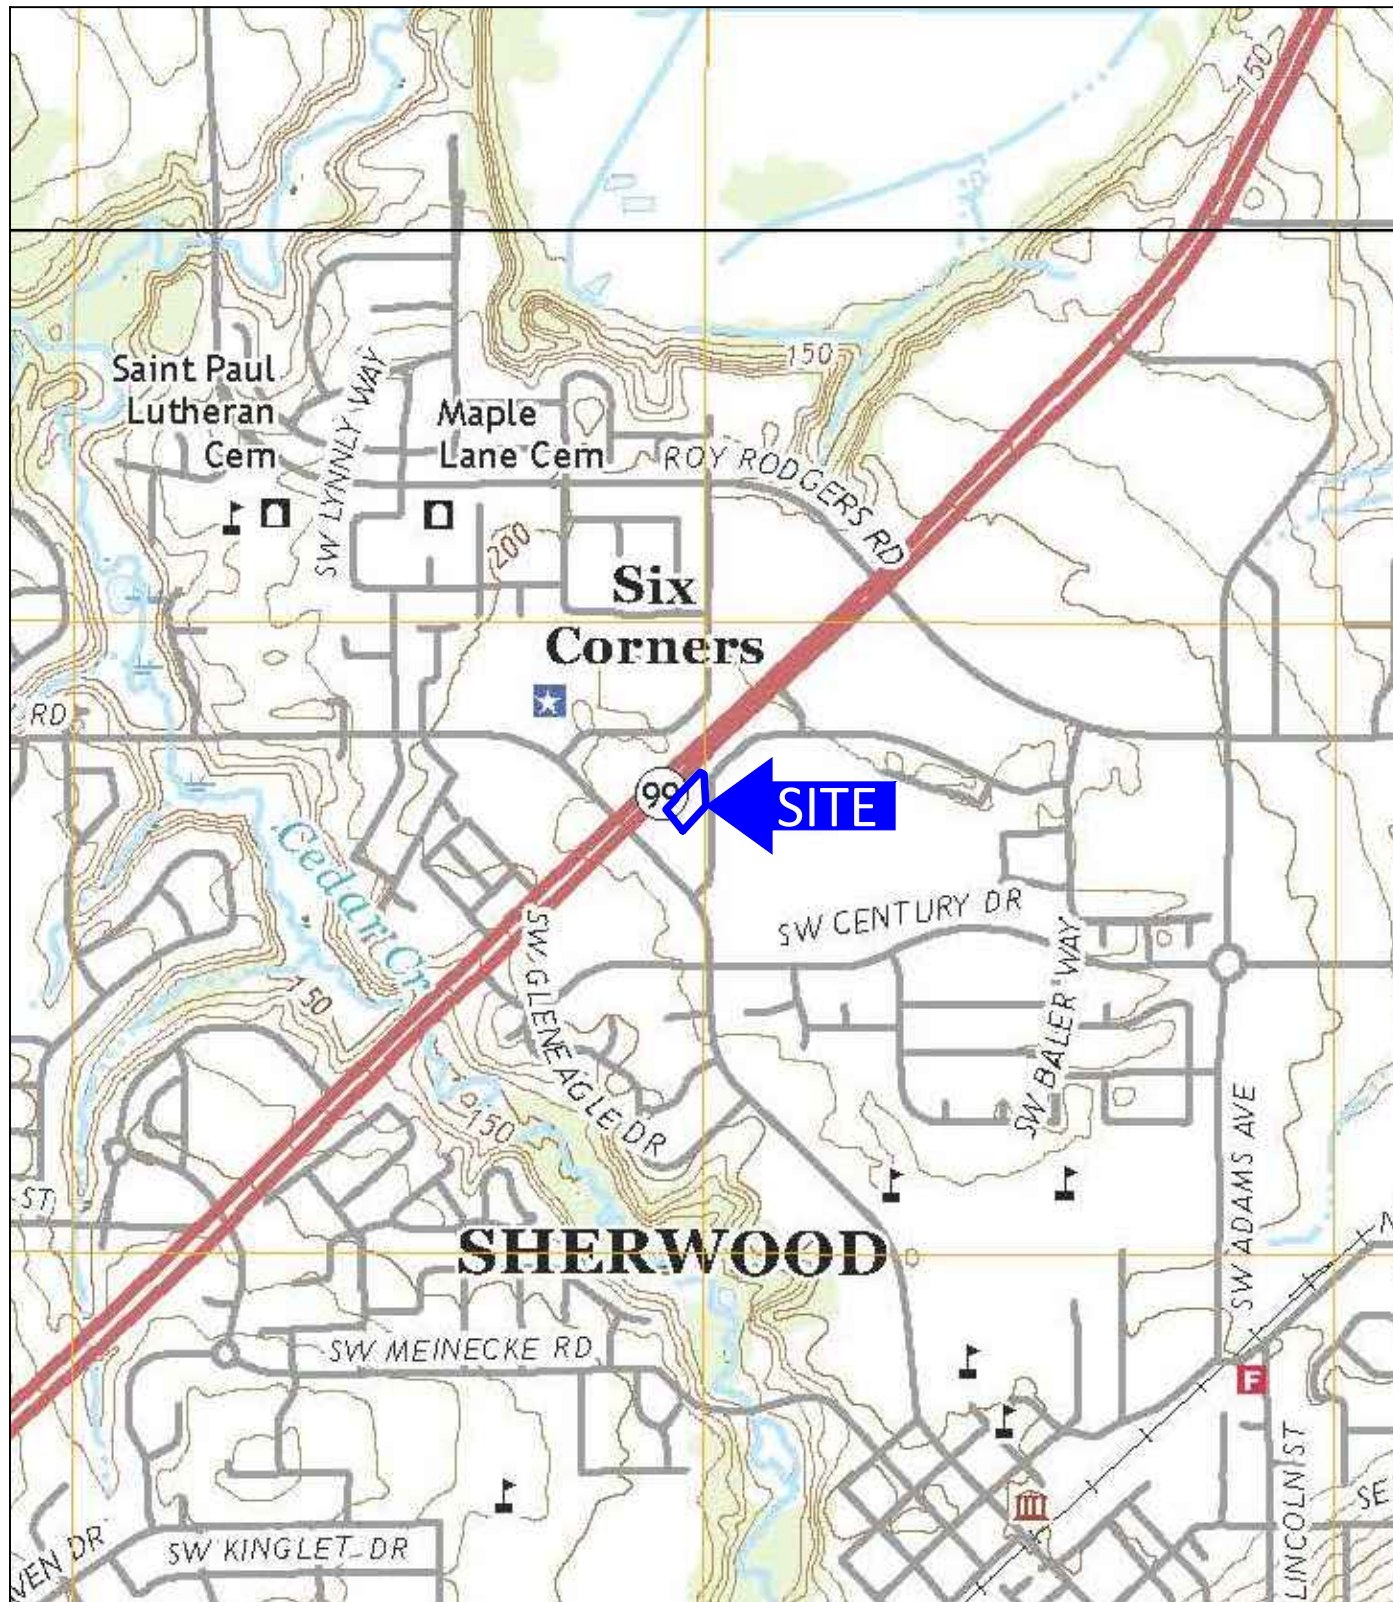 150
150
Saint Paul
Lutheran
Cem
SW LYNNLY WAY
Maple
Lane Cem
ROY RODGERS RD
200
Six
Corners
RD
99
SITE
Cedar Cr
SW CENTURY DR
SW GLENEAGLE DR
150
SW BALER WAY
150
SW ADAMS AVE
ST
SHERWOOD
N
SW MEINECKE RD
F
LINCOLN ST
SE
VEN DR
SW KINGLET DR